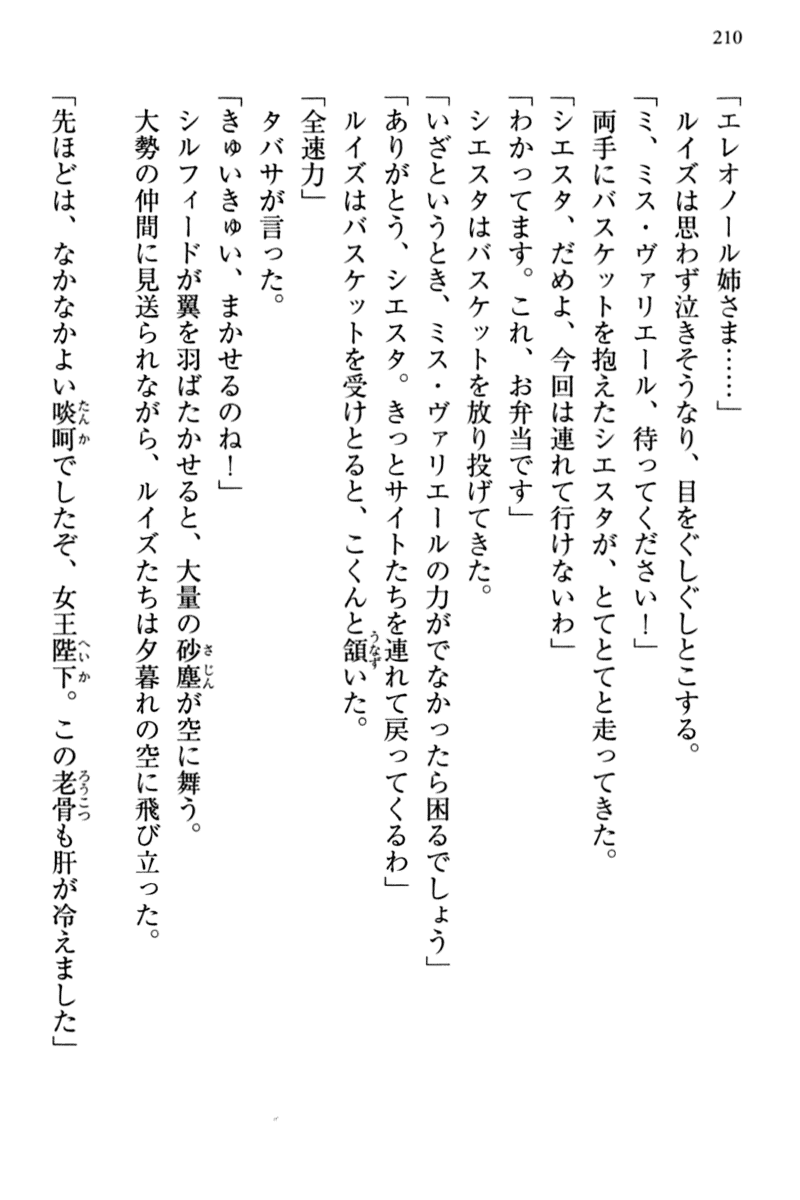 210
「エレオノール姉さま……」
ルイズは思わず泣きそうなり、目をぐしぐしとこする。
「ミ、ミス・ヴァリエール、待ってください！」
両手にバスケットを抱えたシエスタが、とてとてと走ってきた。
「シエスタ、だめよ、今回は連れて行けないわ」
「わかってます。これ、お弁当です」
シエスタはバスケットを放り投げてきた。
「いざというとき、ミス・ヴァリエールの力がでなかったら困るでしょう」
「ありがとう、シエスタ。きっとサイトたちを連れて戻ってくるわ」
ルイズはバスケットを受けとると、こくんと頷いた。
「全速力」
タバサが言った。
「きゅいきゅい、まかせるのね！」
シルフィードが翼を羽ばたかせると、大量の砂塵が空に舞う。
大勢の仲間に見送られながら、ルイズたちは夕暮れの空に飛び立った。
「先ほどは、なかなかよい啖呵でしたぞ、女王陛下。この老骨も肝が冷えました」